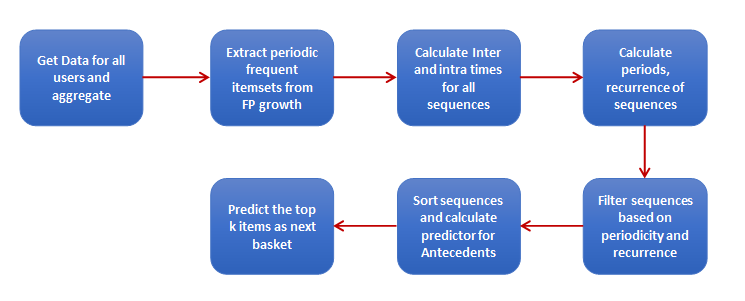 Get Data for all
users and
aggregate
Extract periodic
frequent
itemsets from
FP growth
Calculate Inter
and intra times
for all
sequences
Calculate
periods,
recurrence of
sequences
Filter sequences
based on
periodicity and
recurrence
Sort sequences
and calculate
predictor for
Antecedents
Predict the top
k items as next
basket